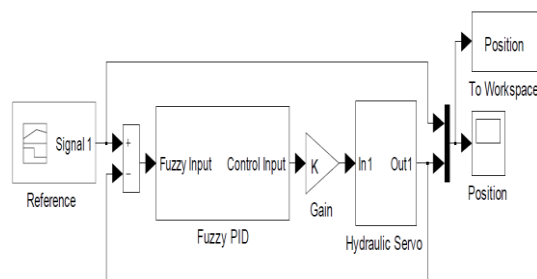 Position
To Workspace
Signal 1
Reference
+
−
Fuzzy Input
Control Input
Fuzzy PID
K
Gain
In1
Out1
Hydraulic Servo
Position